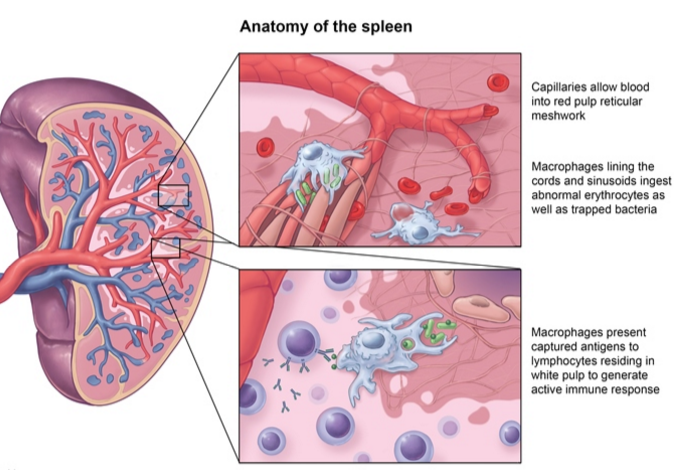 Anatomy of the spleen
Capillaries allow blood
into red pulp reticular
meshwork
Macrophages lining the
cords and sinusoids ingest
abnormal erythrocytes as
well as trapped bacteria
Macrophages present
captured antigens to
lymphocytes residing in
white pulp to generate
active immune response